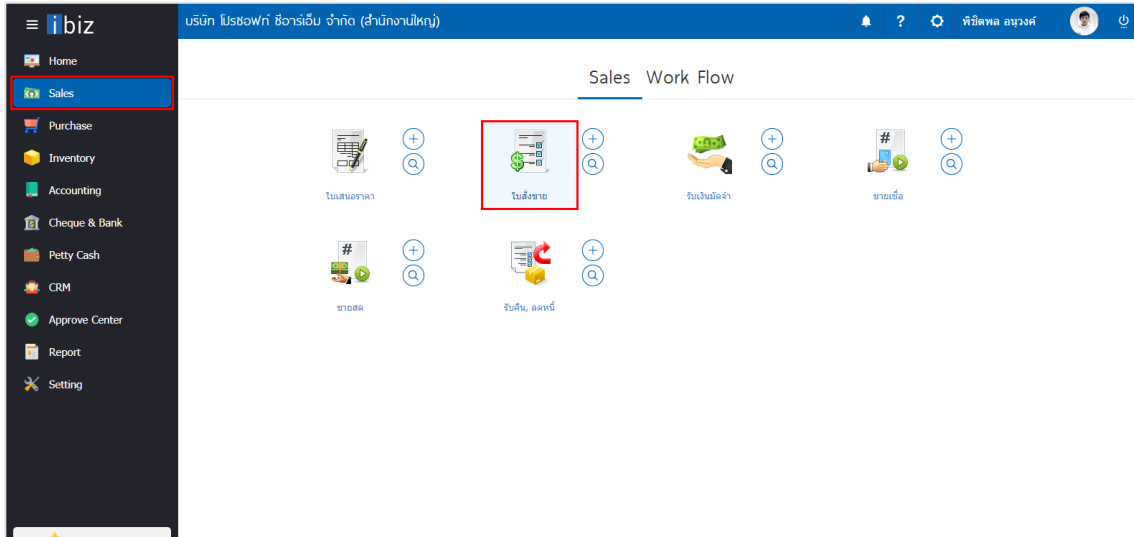 ibiz
บริษัท โปรซอฟท์ ซีอาร์เอ็ม จำกัด (สำนักงานใหญ่)
?
พิชิตพล อนุวงค์
Home
Sales
Purchase
Inventory
Accounting
Cheque & Bank
Petty Cash
CRM
Approve Center
Report
Setting
Sales Work Flow
ใบเสนอราคา
ใบสั่งขาย
รับเงินมัดจำ
#
ขายเชื่อ
#
ขายสด
รับคืน, ลดหนี้